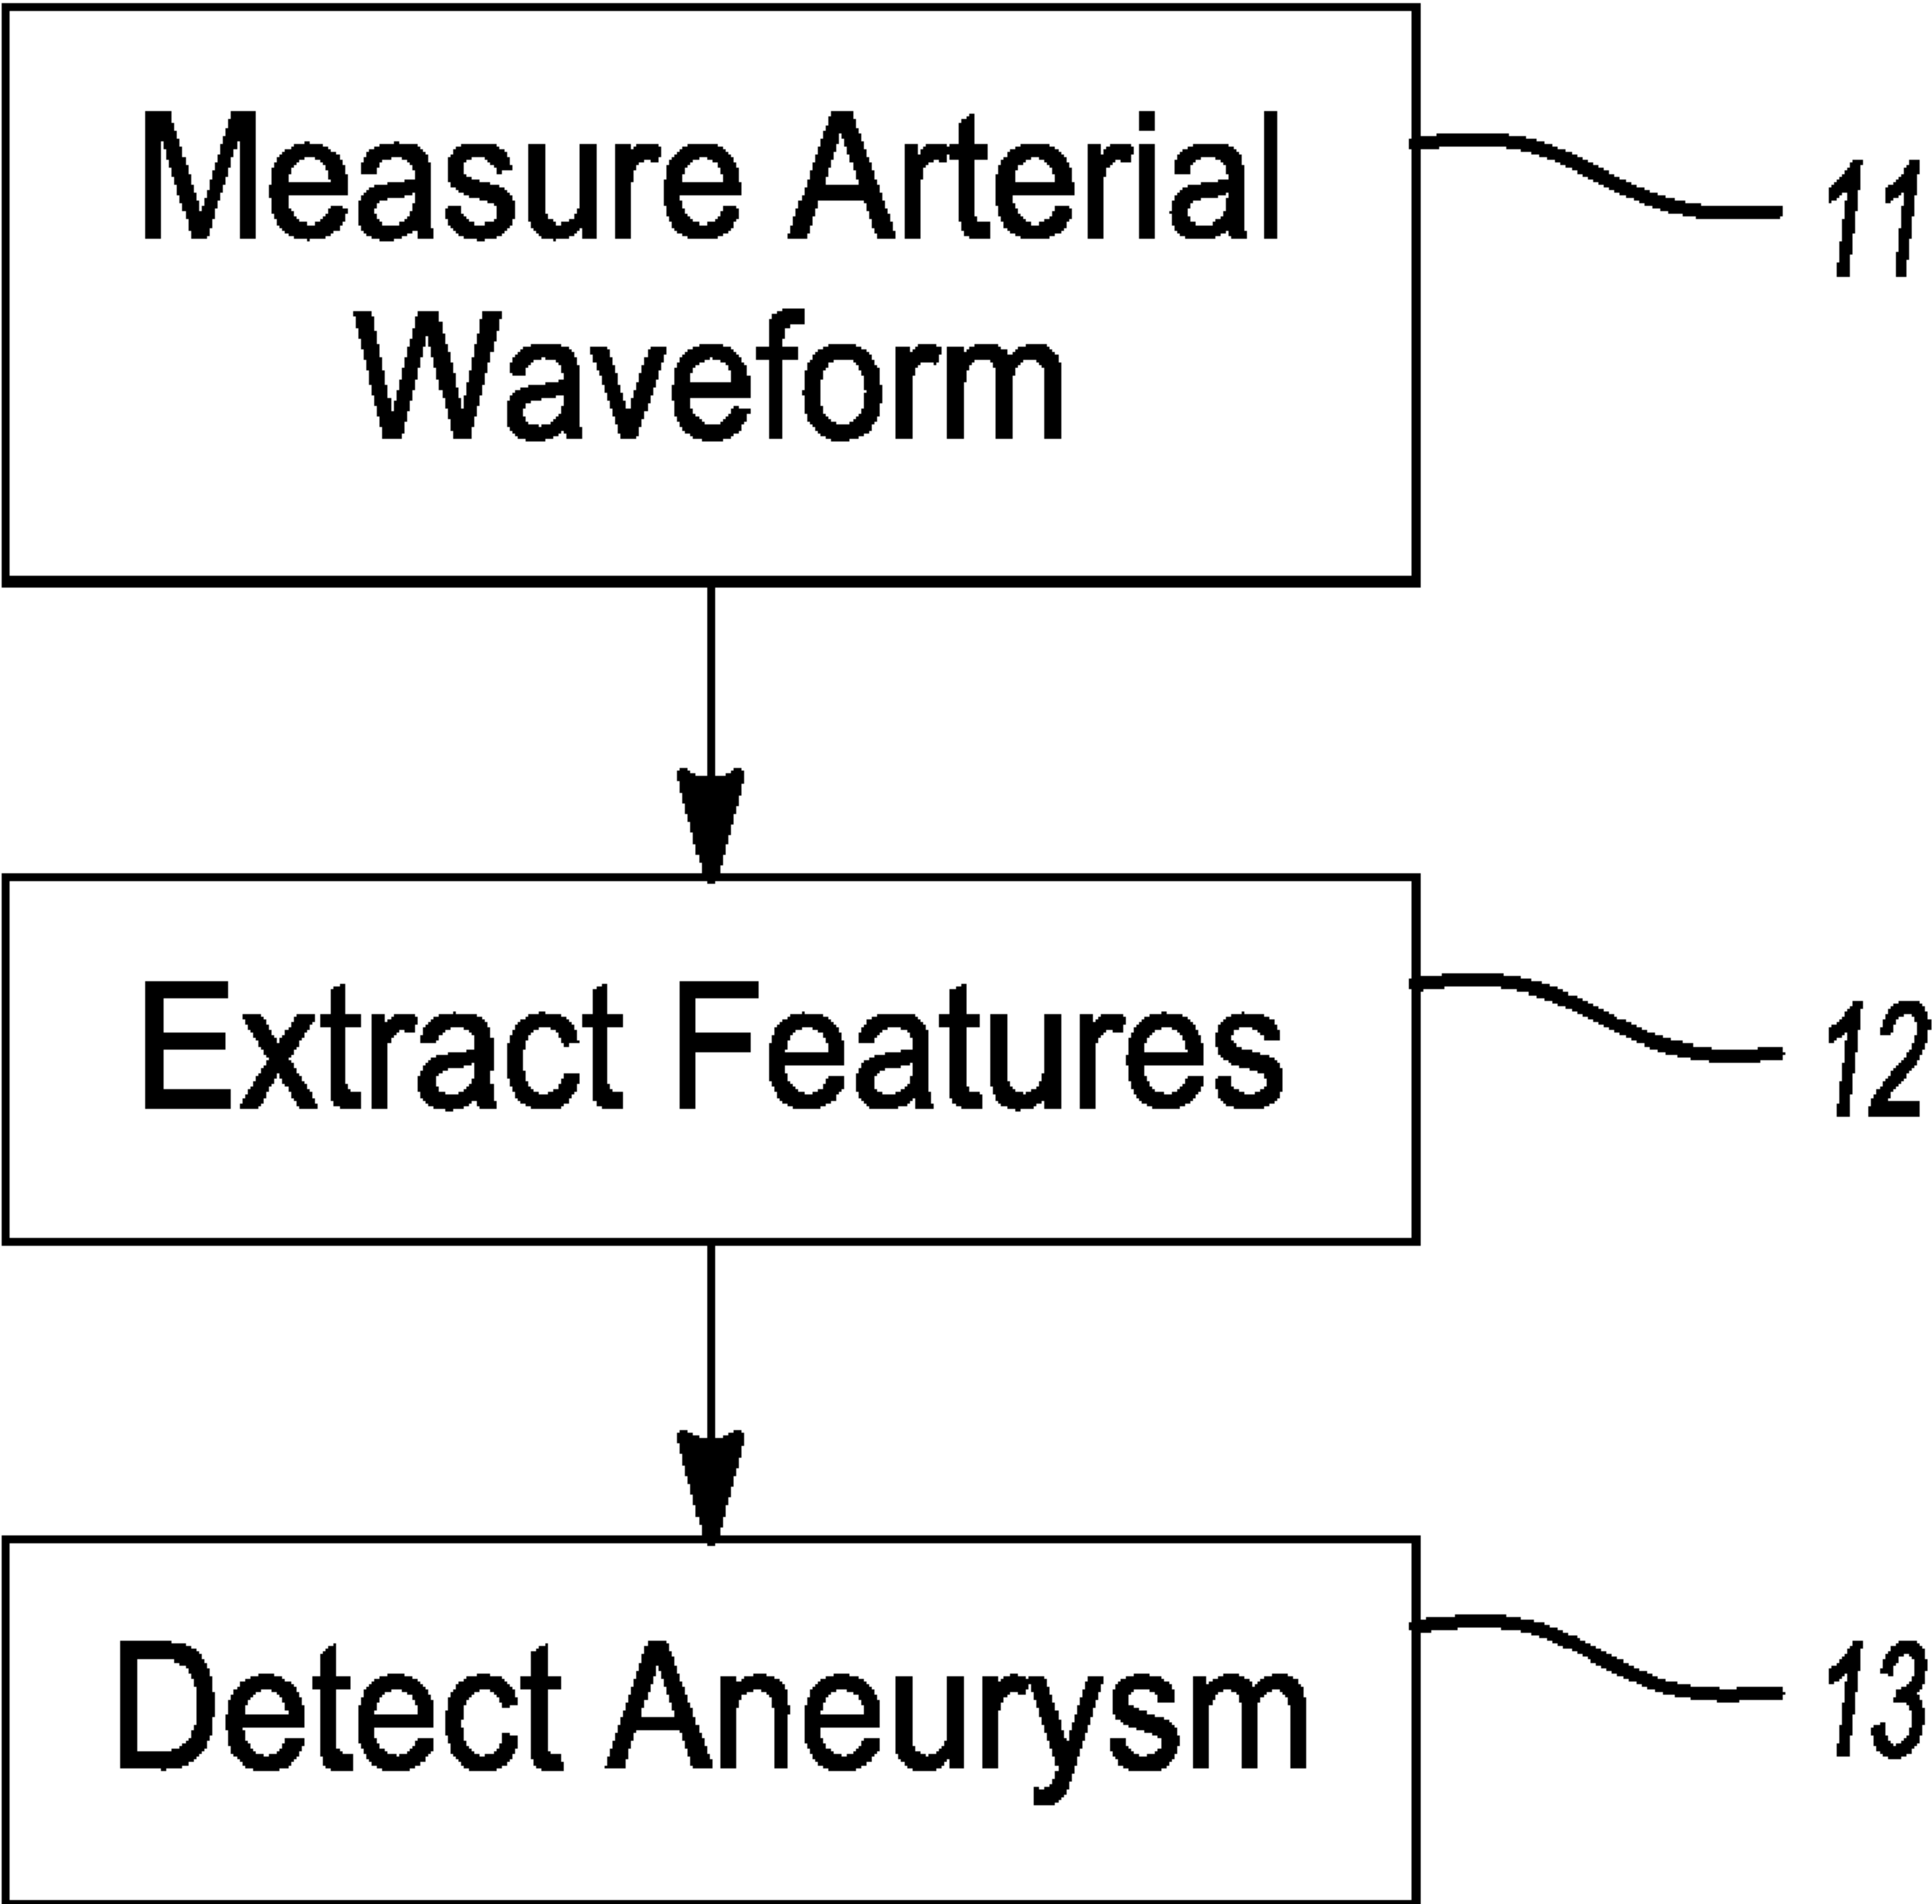 Measure Arterial
Waveform
11
Extract Features
12
Detect Aneurysm
13